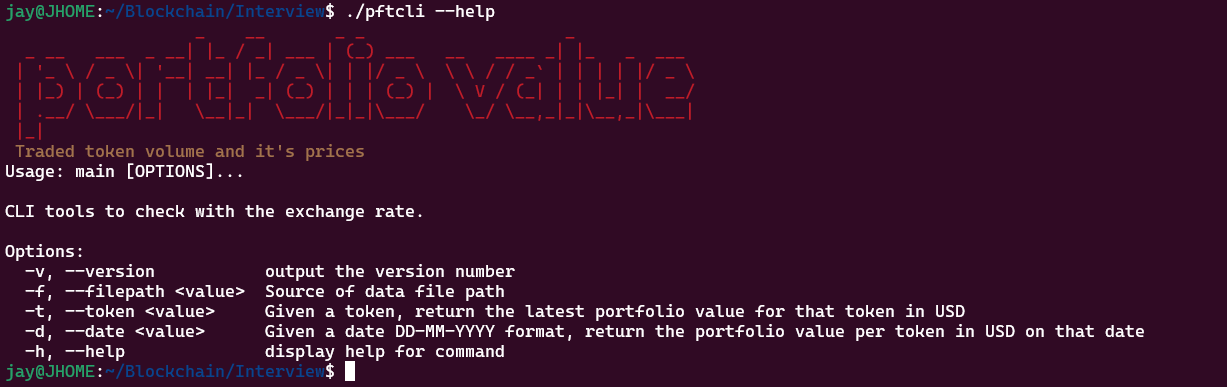 jay@JHOME:~/Blockchain/Interview$ ./pftcli --help
portfolio value
Traded token volume and it's prices
Usage: main [OPTIONS]...
CLI tools to check with the exchange rate.
Options:
-v, --version output the version number
-f, --filepath <value> Source of data file path
-t, --token <value> Given a token, return the latest portfolio value for that token in USD
-d, --date <value> Given a date DD-MM-YYYY format, return the portfolio value per token in USD on that date
-h, --help display help for command
jay@JHOME:~/Blockchain/Interview$